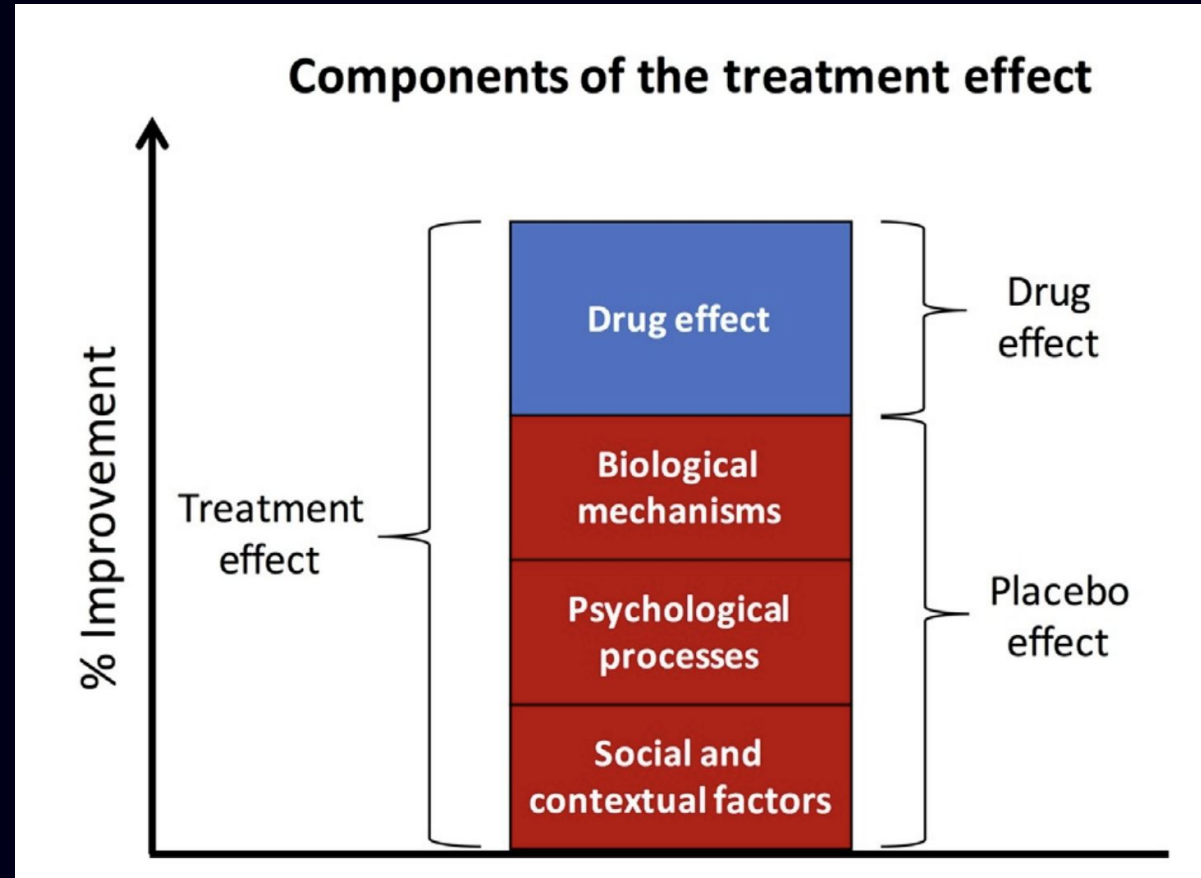 Components of the treatment effect
% Improvement
Treatment
effect
Drug effect
Biological
mechanisms
Psychological
processes
Social and
contextual factors
Drug
effect
Placebo
effect